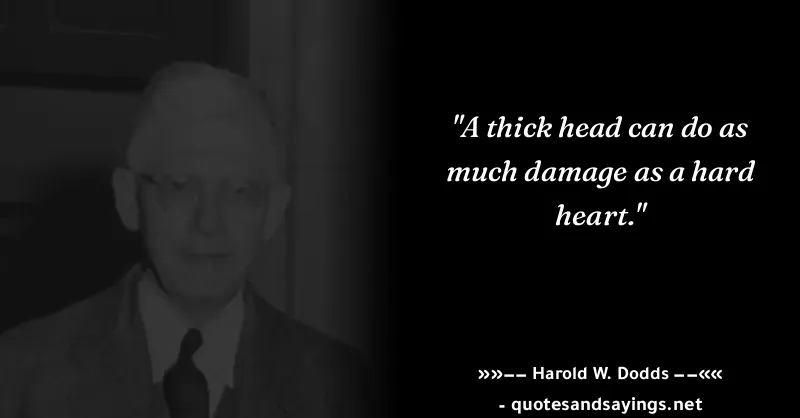 "A thick head can do as
much damage as a hard
heart."
»»–– Harold W. Dodds ––««
- quotesandsayings.net